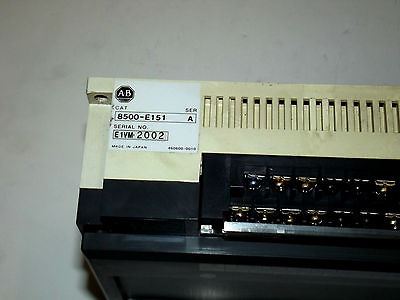 AB
CAT SER
8500-E151 A
SERIAL NO.
E1VM-2002
MADE IN JAPAN